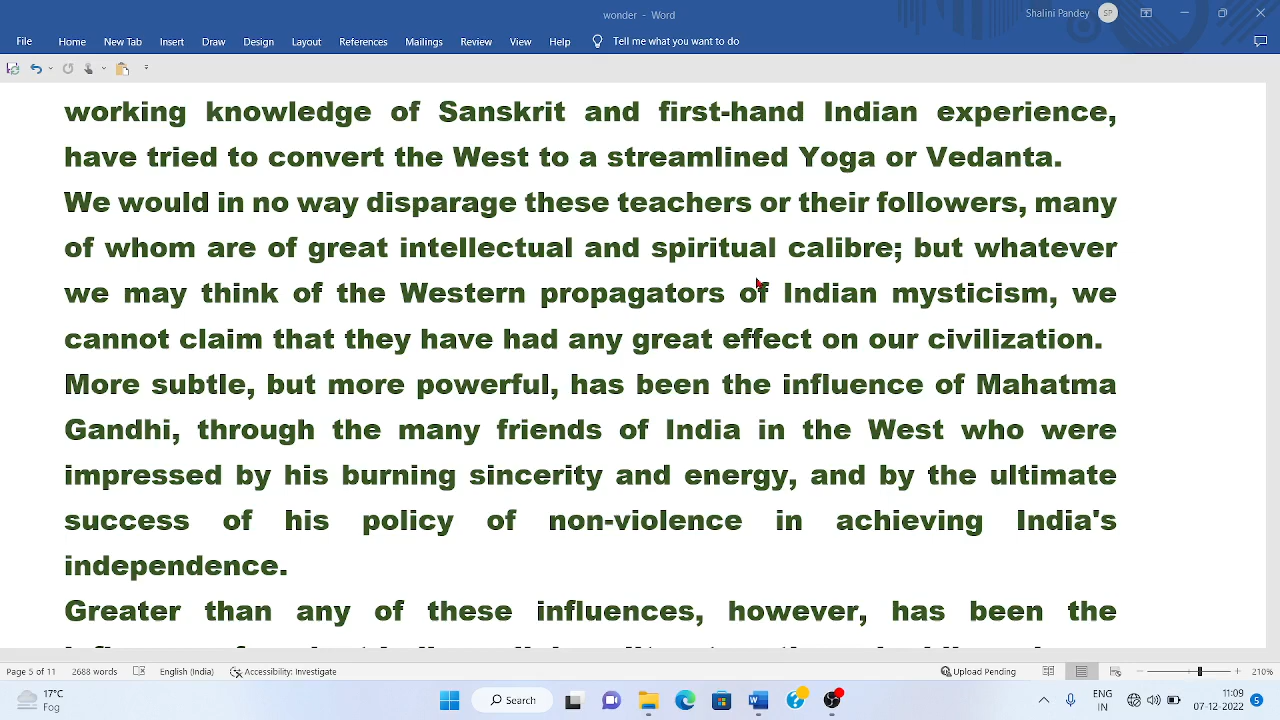 wonder - Word
Shalini Pandey SP
File Home New Tab Insert Draw Design Layout References Mailings Review View Help Tell me what you want to do
working knowledge of Sanskrit and first-hand Indian experience,
have tried to convert the West to a streamlined Yoga or Vedanta.
We would in no way disparage these teachers or their followers, many
of whom are of great intellectual and spiritual calibre; but whatever
we may think of the Western propagators of Indian mysticism, we
cannot claim that they have had any great effect on our civilization.
More subtle, but more powerful, has been the influence of Mahatma
Gandhi, through the many friends of India in the West who were
impressed by his burning sincerity and energy, and by the ultimate
success of his policy of non-violence in achieving India's
independence.
Greater than any of these influences, however, has been the
Page 5 of 11 2688 words English (India) Accessibility: Investigate Upload Pending 210%
17°C
Fog
Search
ENG
IN
11:09
07-12-2022
5